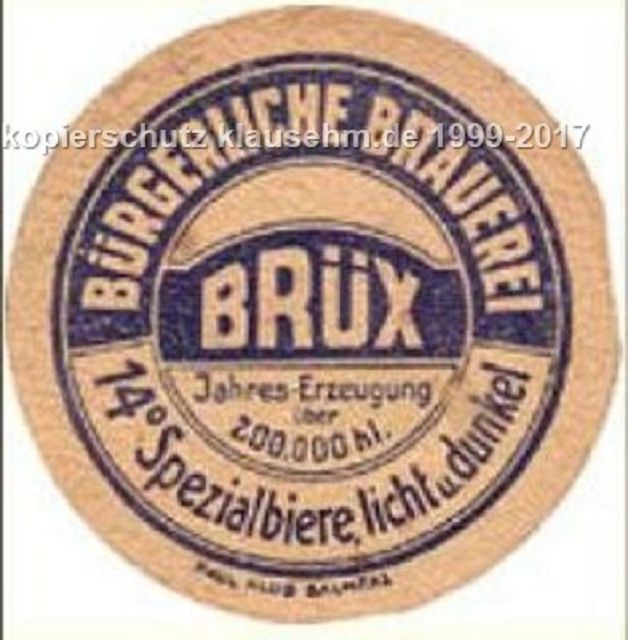 kopierschutz klausehm.de 1999-2017
BÜRGERLICHE BRAUEREI
BRÜX
Jahres-Erzeugung
über
200.000 hl.
14° Spezialbiere, licht u. dunkel